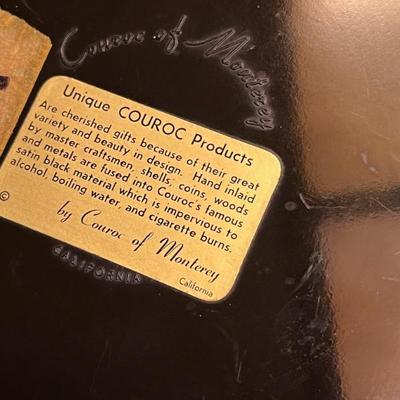 Couroc of Monterey
Unique COUROC Products
Are cherished gifts because of their great
variety and beauty in design. Hand inlaid
by master craftsmen, shells, coins, woods
and metals are fused into Couroc's famous
satin black material which is impervious to
alcohol, boiling water, and cigarette burns.
by Couroc of Monterey
California
©
CALIFORNIA